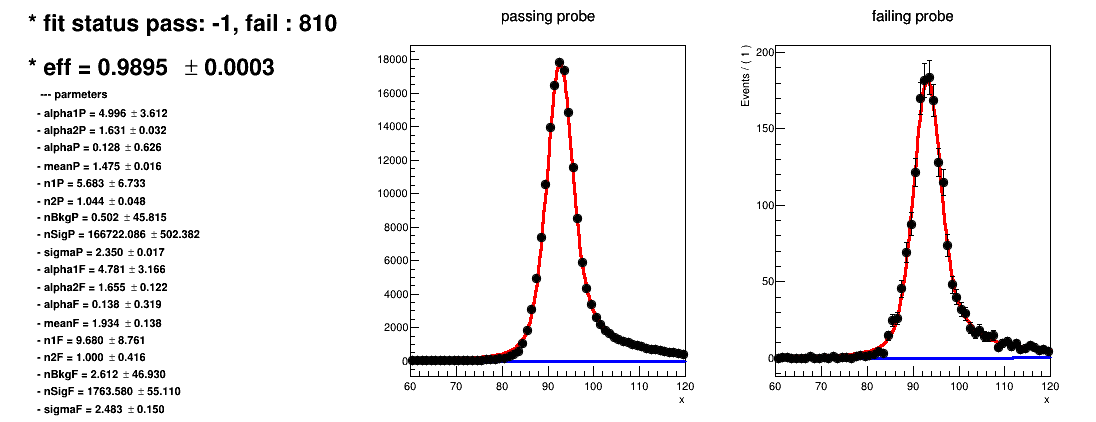 * fit status pass: -1, fail : 810
* eff = 0.9895 ± 0.0003
--- parmeters
- alpha1P = 4.996 ± 3.612
- alpha2P = 1.631 ± 0.032
- alphaP = 0.128 ± 0.626
- meanP = 1.475 ± 0.016
- n1P = 5.683 ± 6.733
- n2P = 1.044 ± 0.048
- nBkgP = 0.502 ± 45.815
- nSigP = 166722.086 ± 502.382
- sigmaP = 2.350 ± 0.017
- alpha1F = 4.781 ± 3.166
- alpha2F = 1.655 ± 0.122
- alphaF = 0.138 ± 0.319
- meanF = 1.934 ± 0.138
- n1F = 9.680 ± 8.761
- n2F = 1.000 ± 0.416
- nBkgF = 2.612 ± 46.930
- nSigF = 1763.580 ± 55.110
- sigmaF = 2.483 ± 0.150
passing probe
18000
16000
14000
12000
10000
8000
6000
4000
2000
0
60 70 80 90 100 110 120
x
failing probe
Events / ( 1 )
200
150
100
50
0
60 70 80 90 100 110 120
x